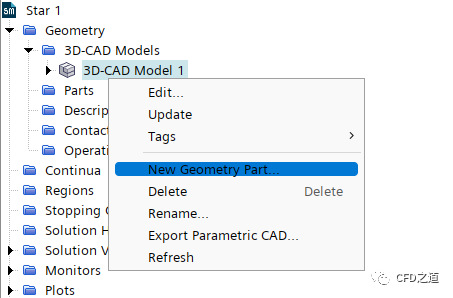 Star 1
Geometry
3D-CAD Models
3D-CAD Model 1
Parts
Descrip
Contac
Operati
Continua
Regions
Stopping
Solution H
Solution V
Monitors
Plots
Edit...
Update
Tags
New Geometry Part...
Delete Delete
Rename...
Export Parametric CAD...
Refresh
CFD之道